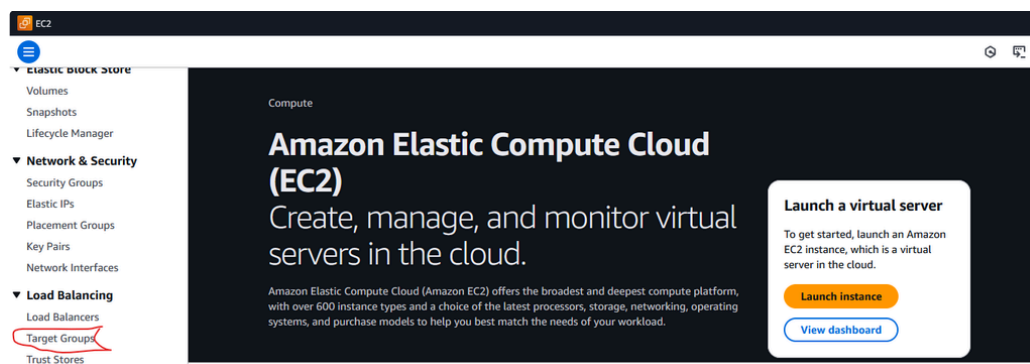 EC2
Elastic Block Store
Volumes
Snapshots
Lifecycle Manager
Network & Security
Security Groups
Elastic IPs
Placement Groups
Key Pairs
Network Interfaces
Load Balancing
Load Balancers
Target Groups
Trust Stores
Compute
Amazon Elastic Compute Cloud
(EC2)
Create, manage, and monitor virtual
servers in the cloud.
Amazon Elastic Compute Cloud (Amazon EC2) offers the broadest and deepest compute platform,
with over 600 instance types and a choice of the latest processors, storage, networking, operating
systems, and purchase models to help you best match the needs of your workload.
Launch a virtual server
To get started, launch an Amazon
EC2 instance, which is a virtual
server in the cloud.
Launch instance
View dashboard